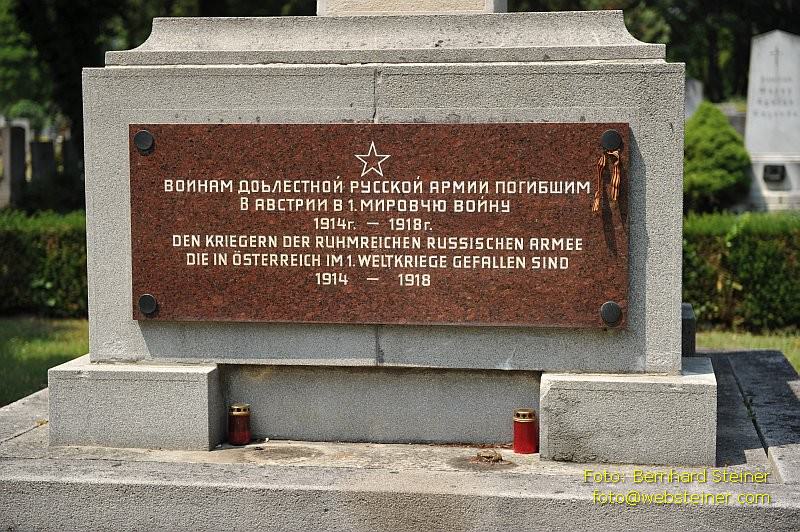 ВОИНАМ ДОЬЛЕСТНОЙ РУССКОЙ АРМИИ ПОГИБШИМ
В АВСТРИИ В 1. МИРОВЧЮ ВОЙНУ
1914г. — 1918г.
DEN KRIEGERN DER RUHMREICHEN RUSSISCHEN ARMEE
DIE IN ÖSTERREICH IM 1. WELTKRIEGE GEFALLEN SIND
1914 — 1918
Foto: Bernhard Steiner
foto@websteiner.com